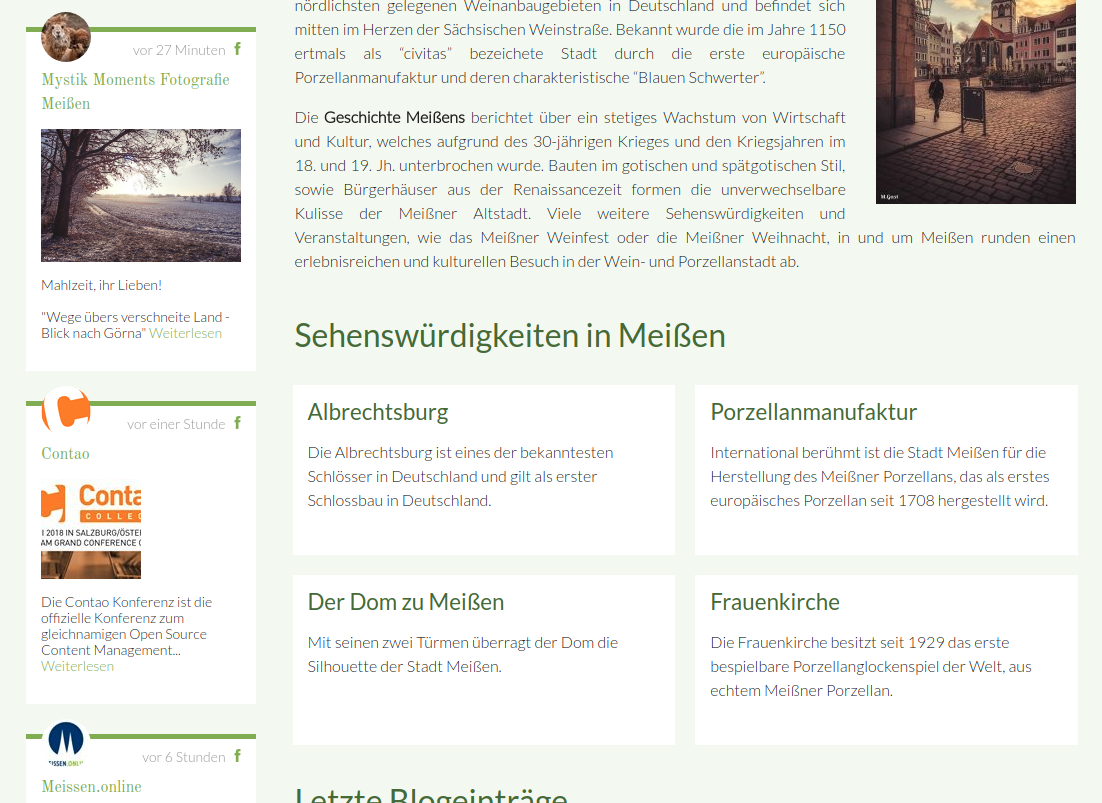 vor 27 Minuten
Mystik Moments Fotografie
Meißen
Mahlzeit, ihr Lieben!
"Wege übers verschneite Land -
Blick nach Görna" Weiterlesen
vor einer Stunde
Contao
Conta
COLLE
I 2018 IN SALZBURG/ÖSTE
AM GRAND CONFERENCE
Die Contao Konferenz ist die
offizielle Konferenz zum
gleichnamigen Open Source
Content Management...
Weiterlesen
vor 6 Stunden
Meissen.online
nördlichsten gelegenen Weinanbaugebieten in Deutschland und befindet sich
mitten im Herzen der Sächsischen Weinstraße. Bekannt wurde die im Jahre 1150
ertmals als “civitas” bezeichete Stadt durch die erste europäische
Porzellanmanufaktur und deren charakteristische “Blauen Schwerter”.
Die Geschichte Meißens berichtet über ein stetiges Wachstum von Wirtschaft
und Kultur, welches aufgrund des 30-jährigen Krieges und den Kriegsjahren im
18. und 19. Jh. unterbrochen wurde. Bauten im gotischen und spätgotischen Stil,
sowie Bürgerhäuser aus der Renaissancezeit formen die unverwechselbare
Kulisse der Meißner Altstadt. Viele weitere Sehenswürdigkeiten und
Veranstaltungen, wie das Meißner Weinfest oder die Meißner Weihnacht, in und um Meißen runden einen
erlebnisreichen und kulturellen Besuch in der Wein- und Porzellanstadt ab.
Sehenswürdigkeiten in Meißen
Albrechtsburg
Die Albrechtsburg ist eines der bekanntesten
Schlösser in Deutschland und gilt als erster
Schlossbau in Deutschland.
Porzellanmanufaktur
International berühmt ist die Stadt Meißen für die
Herstellung des Meißner Porzellans, das als erstes
europäisches Porzellan seit 1708 hergestellt wird.
Der Dom zu Meißen
Mit seinen zwei Türmen überragt der Dom die
Silhouette der Stadt Meißen.
Frauenkirche
Die Frauenkirche besitzt seit 1929 das erste
bespielbare Porzellanglockenspiel der Welt, aus
echtem Meißner Porzellan.
Letzte Blogeinträge